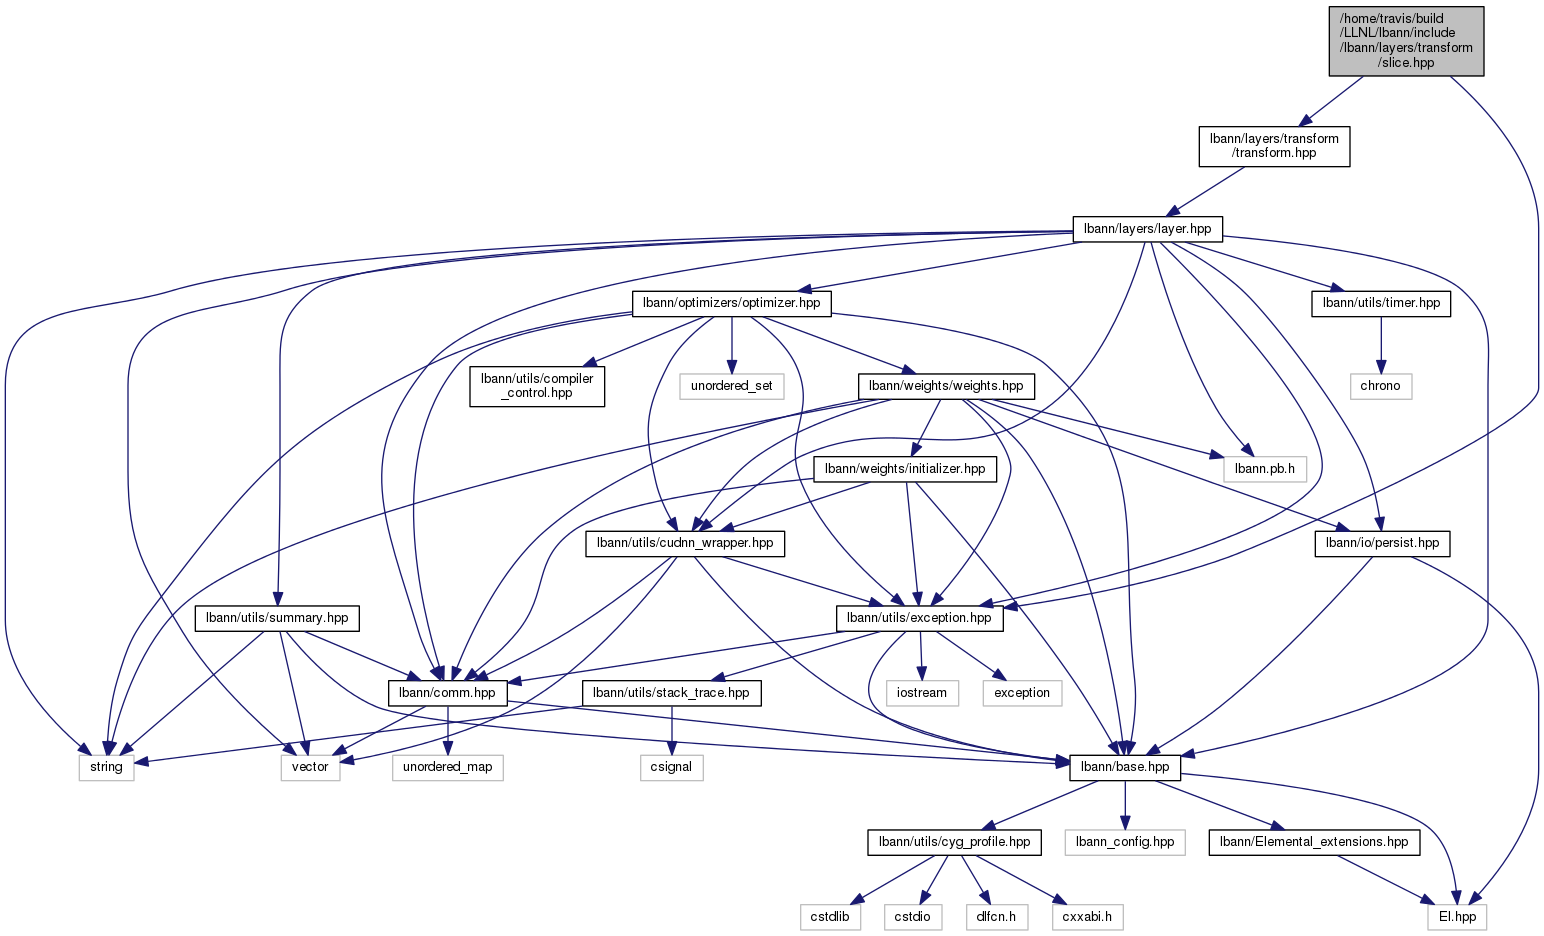 /home/travis/build
/LLNL/lbann/include
/lbann/layers/transform
/slice.hpp
lbann/layers/transform
/transform.hpp
lbann/layers/layer.hpp
lbann/optimizers/optimizer.hpp
lbann/utils/timer.hpp
lbann/utils/compiler
_control.hpp
unordered_set
lbann/weights/weights.hpp
chrono
lbann/weights/initializer.hpp
lbann.pb.h
lbann/utils/cudnn_wrapper.hpp
lbann/io/persist.hpp
lbann/utils/summary.hpp
lbann/utils/exception.hpp
lbann/comm.hpp
lbann/utils/stack_trace.hpp
iostream
exception
string
vector
unordered_map
csignal
lbann/base.hpp
lbann/utils/cyg_profile.hpp
lbann_config.hpp
lbann/Elemental_extensions.hpp
cstdlib
cstdio
dlfcn.h
cxxabi.h
El.hpp